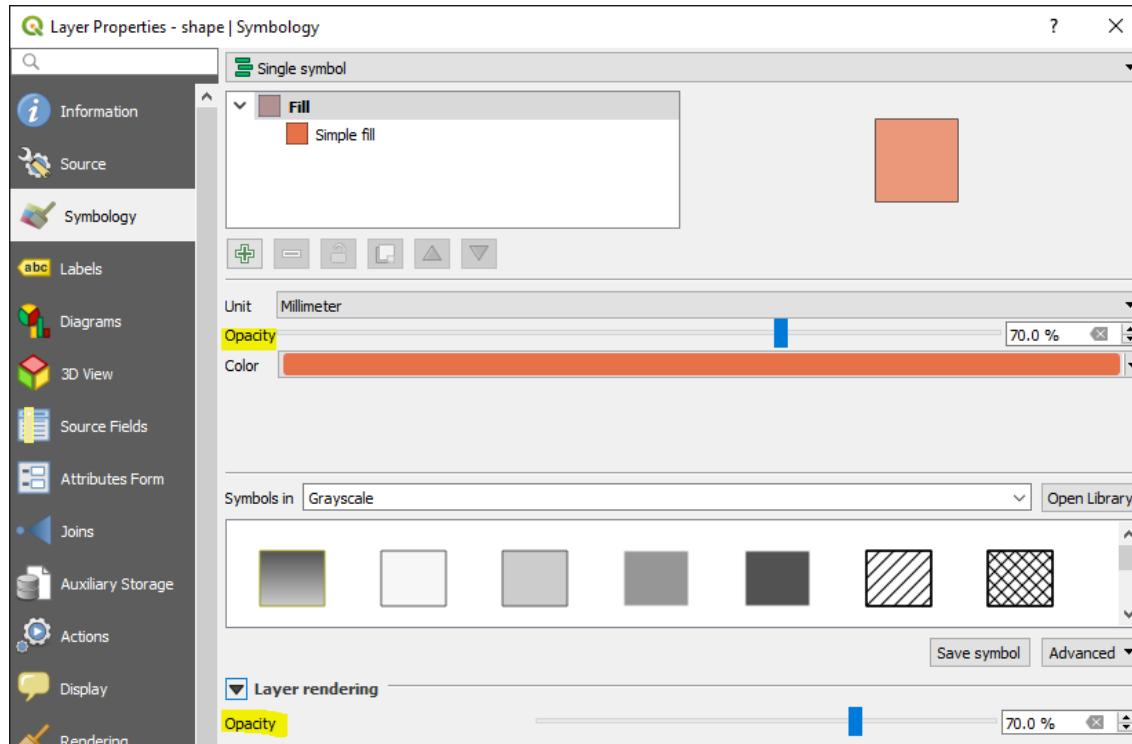 Layer Properties - shape | Symbology
? X
Single symbol
Information
Source
Symbology
Labels
Diagrams
3D View
Source Fields
Attributes Form
Joins
Auxiliary Storage
Actions
Display
Rendering
Fill
Simple fill
Unit Millimeter
Opacity 70.0 %
Color
Symbols in Grayscale Open Library
Save symbol Advanced
Layer rendering
Opacity 70.0 %
abc